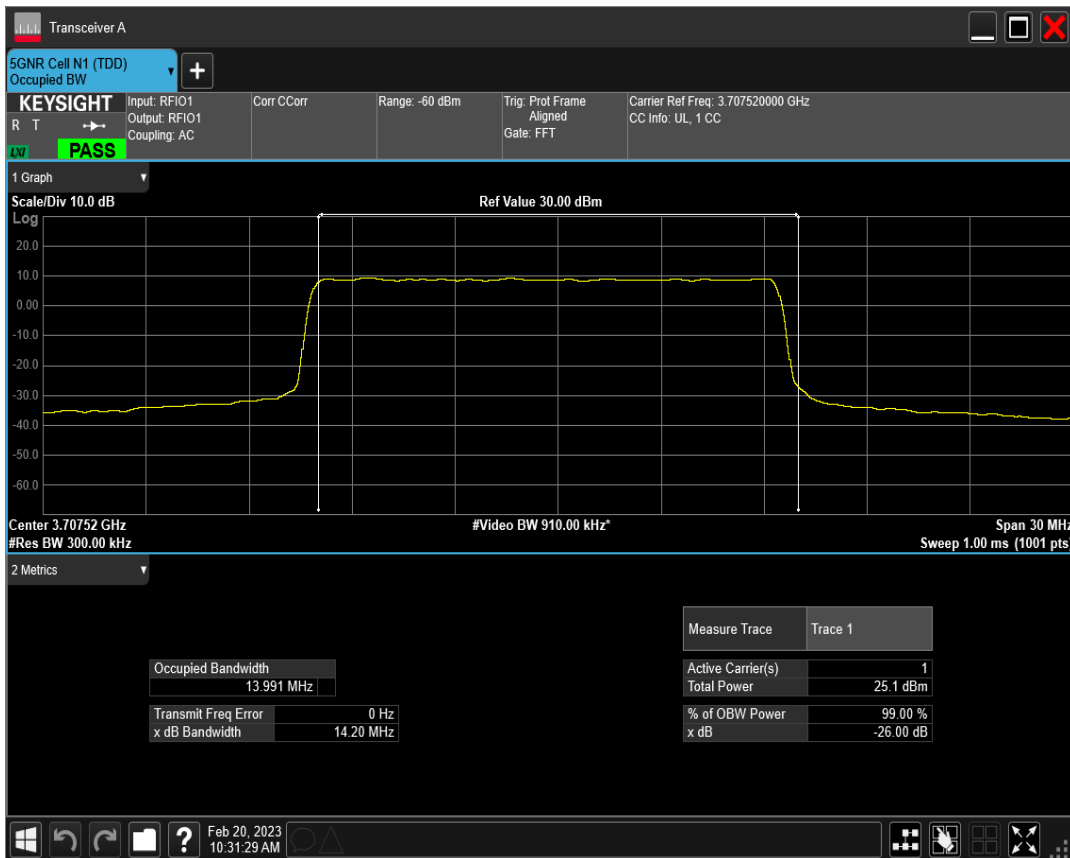 Transceiver A
5GNR Cell N1 (TDD)
Occupied BW
+
KEYSIGHT
R T
LXI
PASS
Input: RFIO1
Output: RFIO1
Coupling: AC
Corr CCorr
Range: -60 dBm
Trig: Prot Frame
Aligned
Gate: FFT
Carrier Ref Freq: 3.707520000 GHz
CC Info: UL, 1 CC
1 Graph
Scale/Div 10.0 dB
Ref Value 30.00 dBm
Log
20.0
10.0
0.00
-10.0
-20.0
-30.0
-40.0
-50.0
-60.0
Center 3.70752 GHz
#Video BW 910.00 kHz*
Span 30 MHz
#Res BW 300.00 kHz
Sweep 1.00 ms (1001 pts)
2 Metrics
Measure Trace Trace 1
Occupied Bandwidth
13.991 MHz
Active Carrier(s) 1
Total Power 25.1 dBm
Transmit Freq Error 0 Hz
x dB Bandwidth 14.20 MHz
% of OBW Power 99.00 %
x dB -26.00 dB
?
Feb 20, 2023
10:31:29 AM